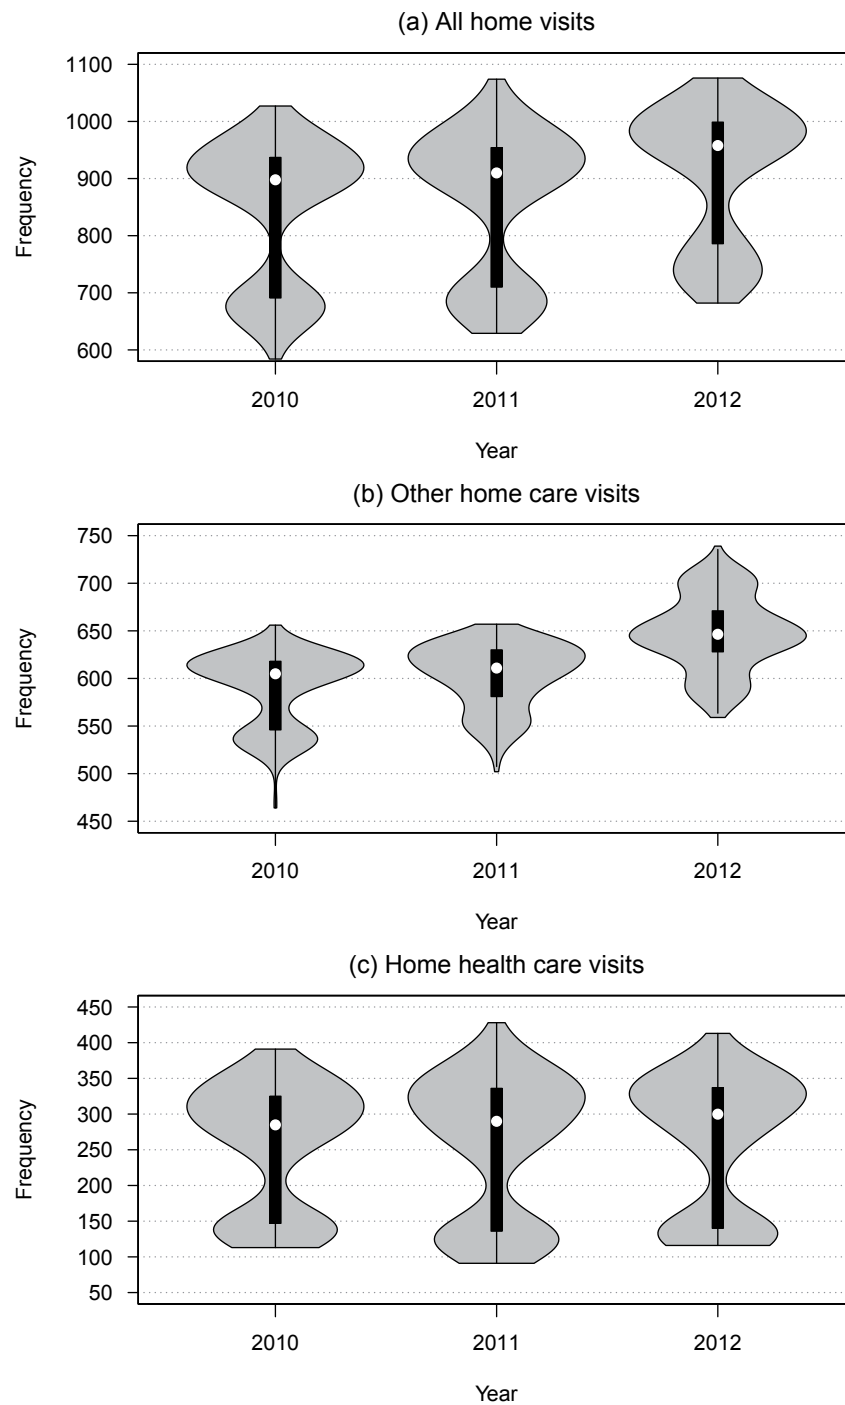 (a) All home visits
1100
1000
900
800
700
600
Frequency
2010 2011 2012
Year
(b) Other home care visits
750
700
650
600
550
500
450
Frequency
2010 2011 2012
Year
(c) Home health care visits
450
400
350
300
250
200
150
100
50
Frequency
2010 2011 2012
Year